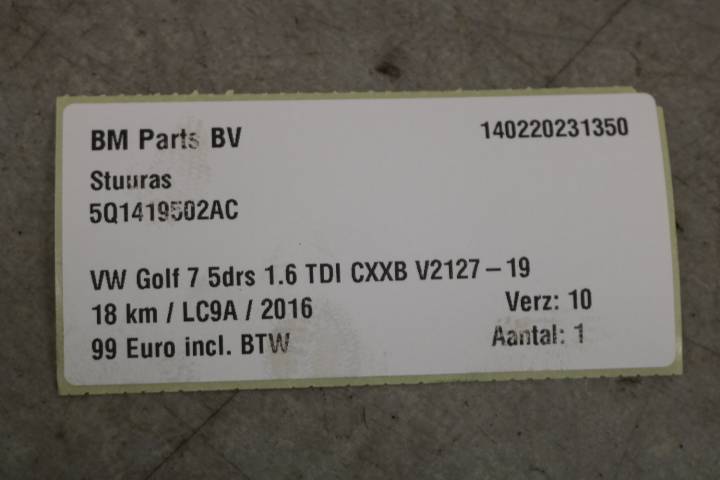 BM Parts BV
140220231350
Stuuras
5Q1419502AC
VW Golf 7 5drs 1.6 TDI CXXB V2127-19
18 km / LC9A / 2016
Verz: 10
99 Euro incl. BTW
Aantal: 1